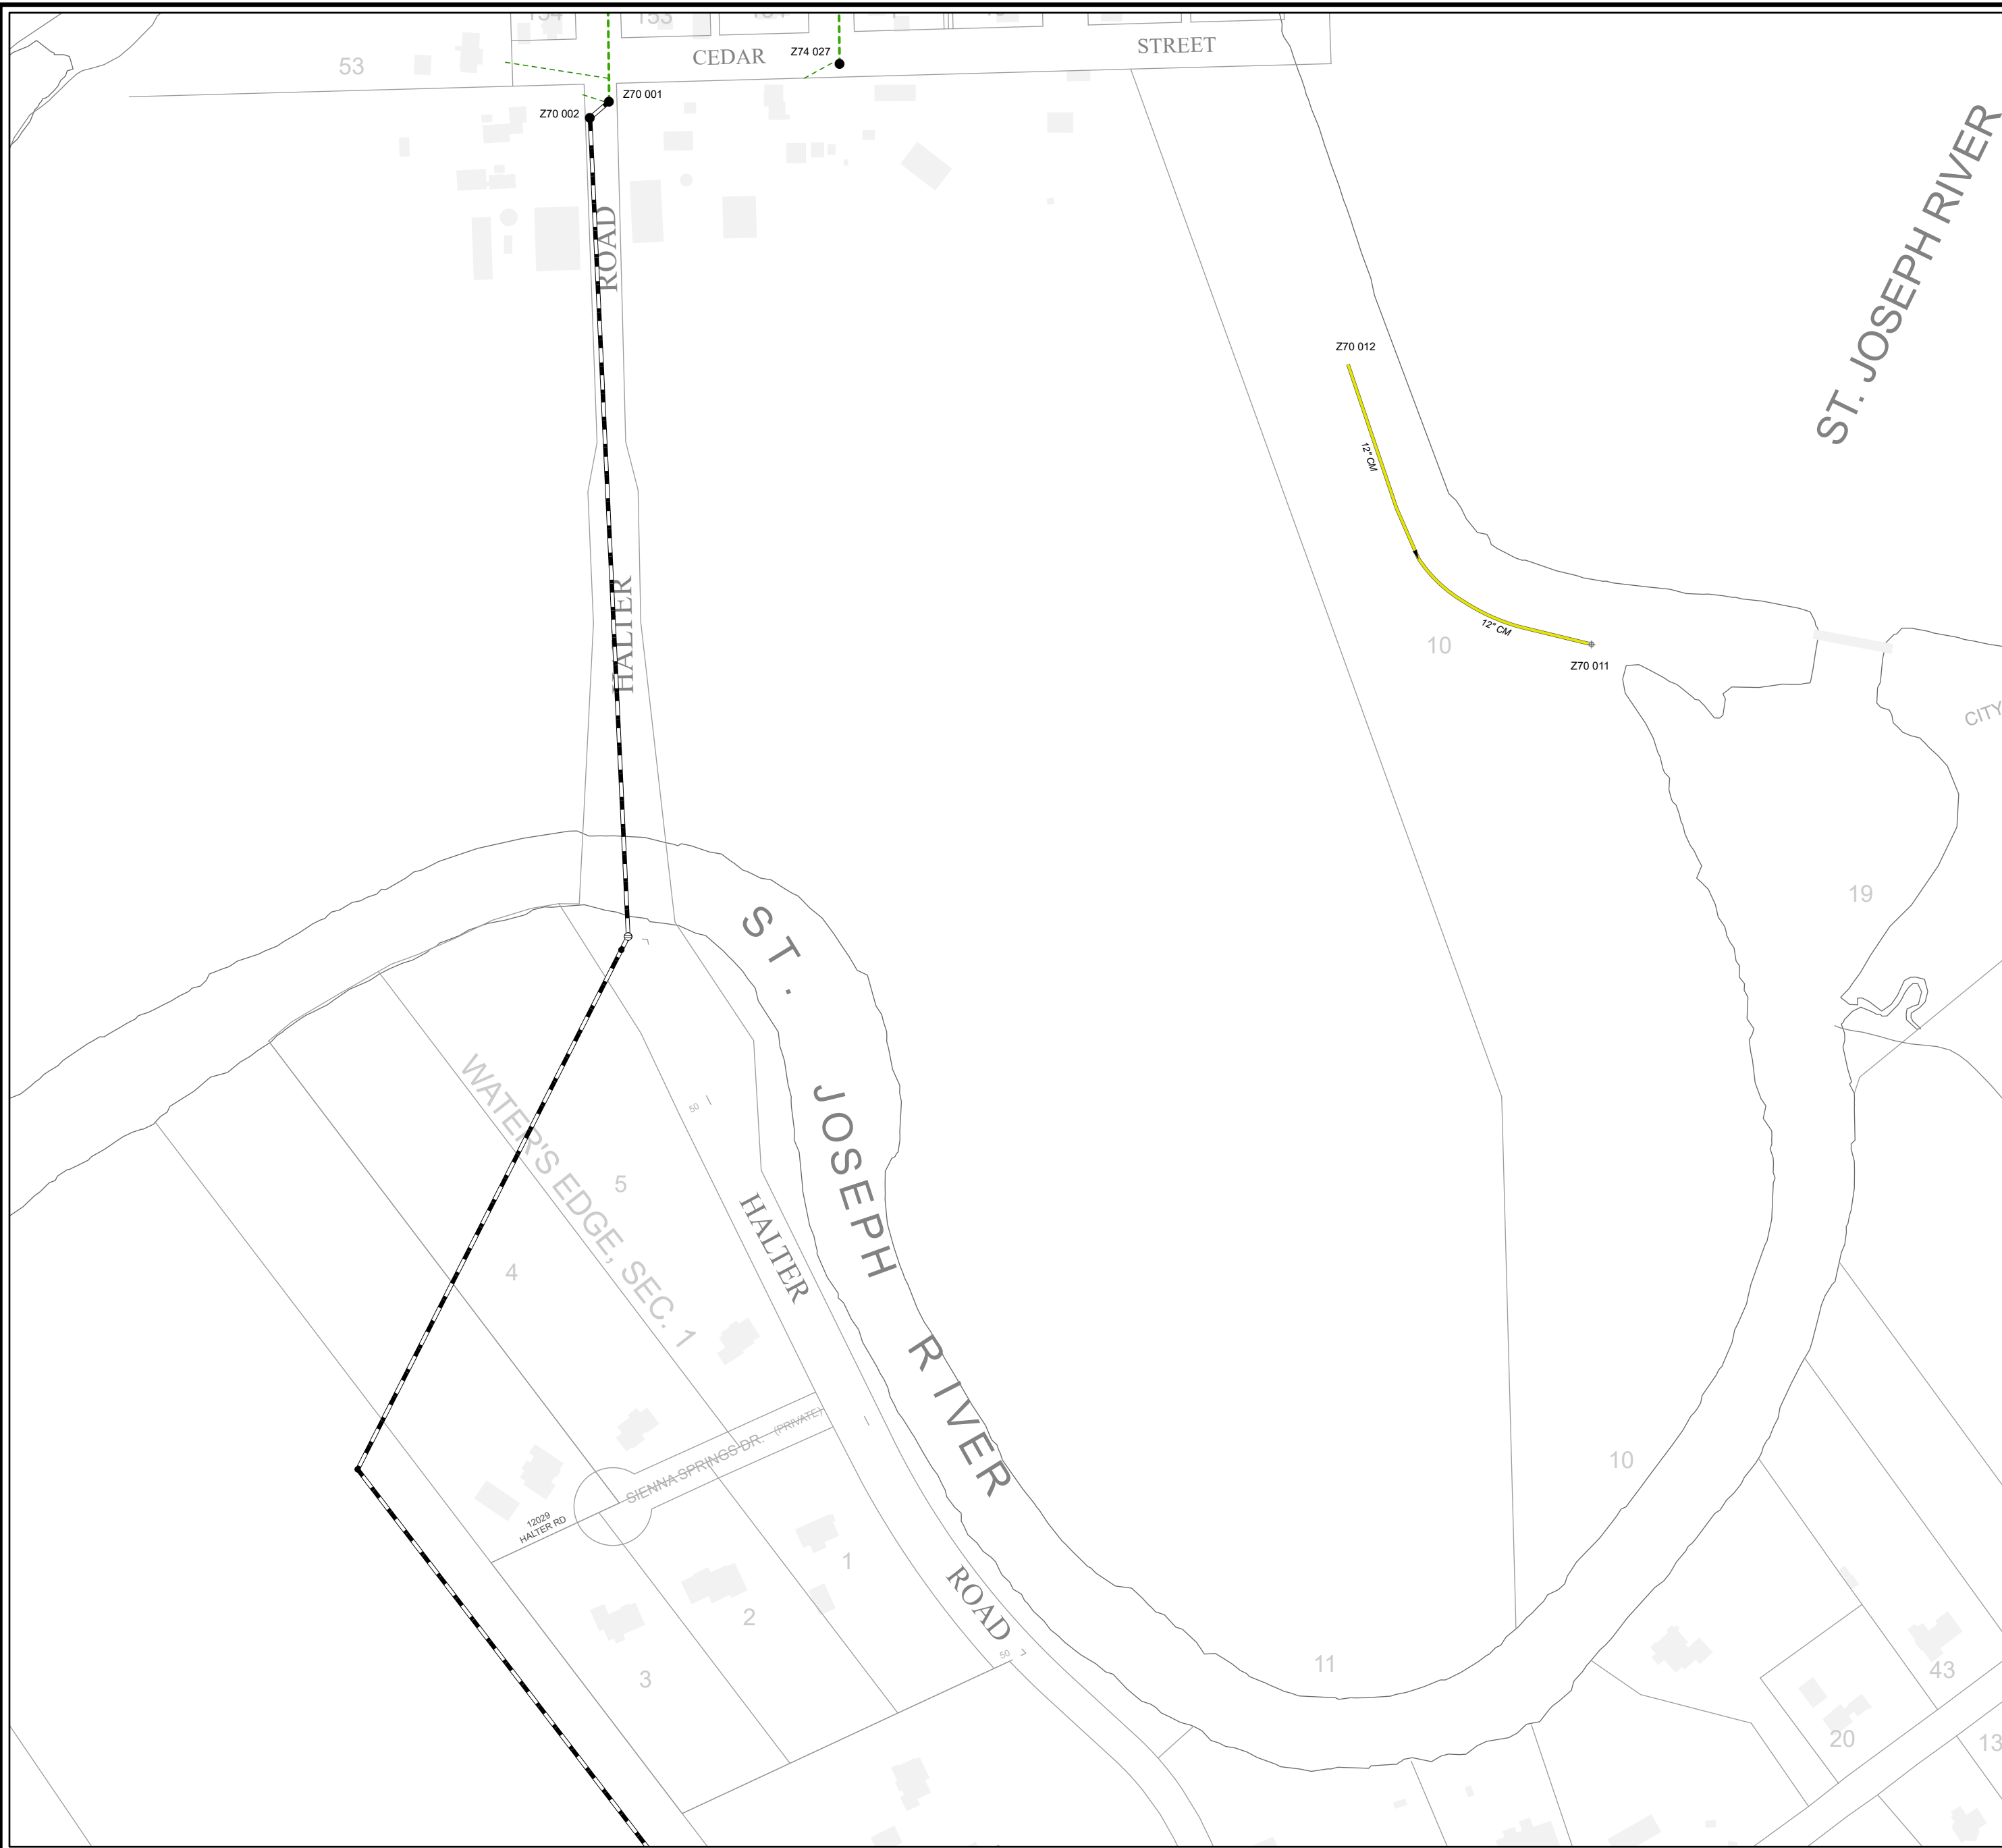 153
CEDAR
STREET
Z74 027
53
Z70 001
Z70 002
ROAD
ST. JOSEPH RIVER
Z70 012
12" CM
HALTER
12" CM
10
Z70 011
CITY
19
ST. JOSEPH RIVER
50
WATER'S EDGE, SEC. 1
5
HALTER
4
SIENNA SPRINGS DR. (PRIVATE)
10
12029
HALTER RD
1
ROAD
2
50
11
3
43
20
13